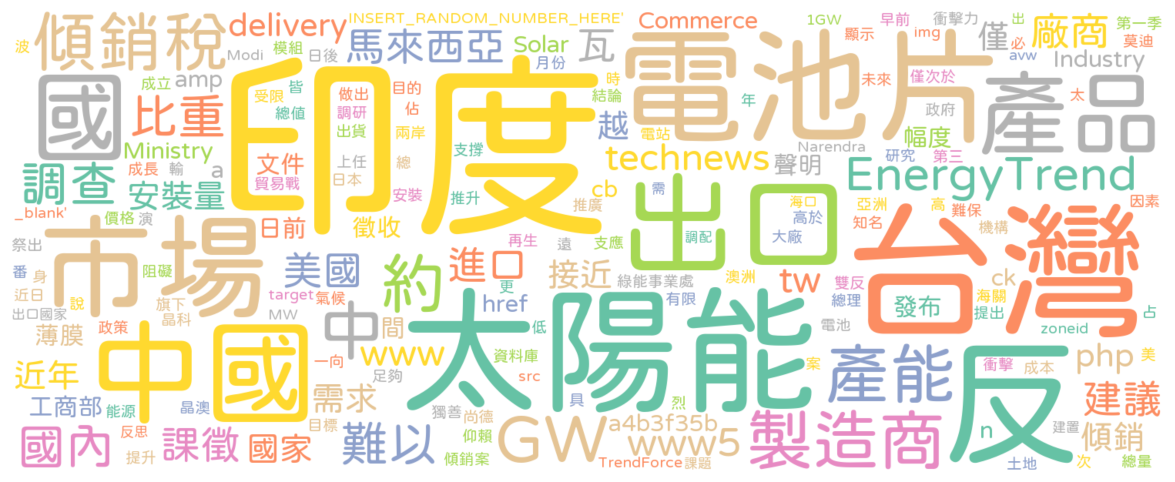 INSERT_RANDOM_NUMBER_HERE'
波
傾銷稅
delivery
馬來西亞
Solar
瓦
Commerce
1GW
早前
衝擊力
出
第一季
Modi
模組
日後
月份
電池片
顯示
img
僅
必
廠商
莫迪
成立
amp
受限
皆
做出
目的
印度
時
結論
僅次於
avw
Industry
國
比重
總值
調研
佔
越
年
未來
太
產品
出貨
兩岸
電站
政府
Ministry
文件
上任
總
支撐
technews
Narendra
幅度
研究
第三
調查
成長
輸
a
貿易戰
日本
安裝
推升
cb
聲明
EnergyTrend
安裝量
需
海口
亞洲
高
難保
因素
_blank'
價格
演
日前
徵收
推廣
出口
調配
高於
大廠
知名
機構
台灣
祭出
市場
再生
遠
支應
番
身
阻礙
美國
約
進口
接近
綠能事業處
澳洲
tw
雙反
ck
近日
說
旗下
target
氣候
href
更
有限
總理
發布
海關
提出
出口國家
晶科
MW
中
間
zoneid
占
薄膜
政策
太陽能
低
電池
中國
一向
www
資料庫
案
反
衝擊
成本
php
美
近年
足夠
src
產能
工商部
能源
晶澳
需求
獨善
尚德
具
烈
建議
目標
GW
a4b3f35b
製造商
國內
反思
課徵
國家
難以
仰賴
www5
n
建置
傾銷
提升
傾銷案
TrendForce
課題
土地
次
總量